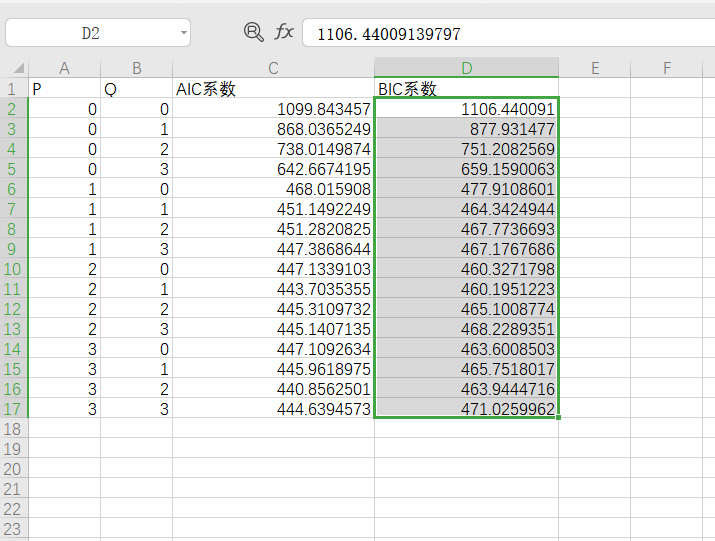 D2 fx 1106.44009139797
A B C D E F
1 P Q AIC系数 BIC系数
2 0 0 1099.843457 1106.440091
3 0 1 868.0365249 877.931477
4 0 2 738.0149874 751.2082569
5 0 3 642.6674195 659.1590063
6 1 0 468.015908 477.9108601
7 1 1 451.1492249 464.3424944
8 1 2 451.2820825 467.7736693
9 1 3 447.3868644 467.1767686
10 2 0 447.1339103 460.3271798
11 2 1 443.7035355 460.1951223
12 2 2 445.3109732 465.1008774
13 2 3 445.1407135 468.2289351
14 3 0 447.1092634 463.6008503
15 3 1 445.9618975 465.7518017
16 3 2 440.8562501 463.9444716
17 3 3 444.6394573 471.0259962
18
19
20
21
22
23